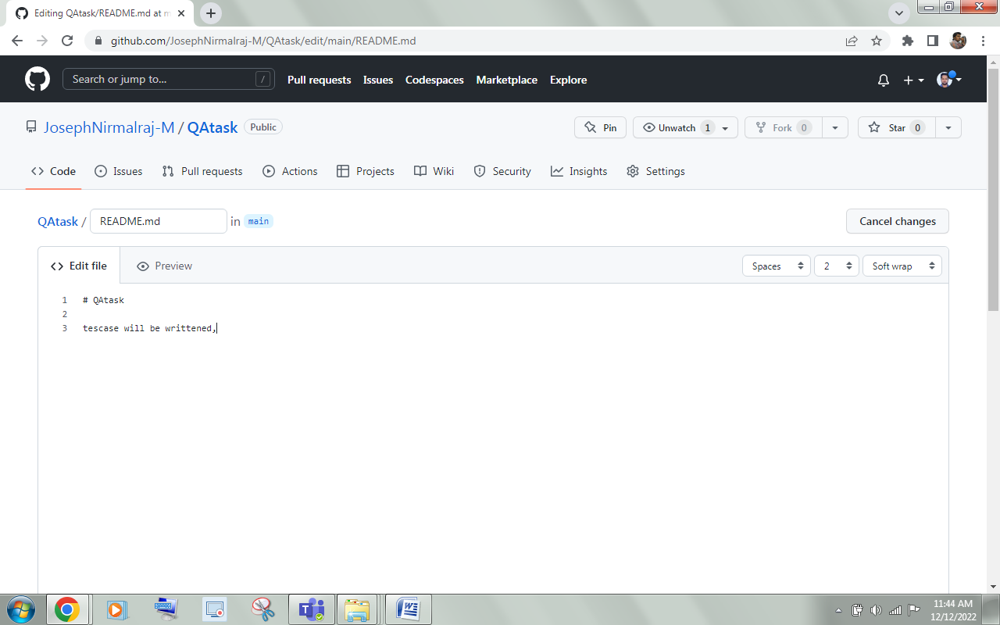 Editing QAtask/README.md at m
github.com/JosephNirmalraj-M/QAtask/edit/main/README.md
Search or jump to... / Pull requests Issues Codespaces Marketplace Explore
JosephNirmalraj-M / QAtask Public Pin Unwatch 1 Fork 0 Star 0
Code Issues Pull requests Actions Projects Wiki Security Insights Settings
QAtask / README.md in main Cancel changes
Edit file Preview Spaces 2 Soft wrap
1 # QAtask
2
3 tescase will be writtened,
11:44 AM
12/12/2022